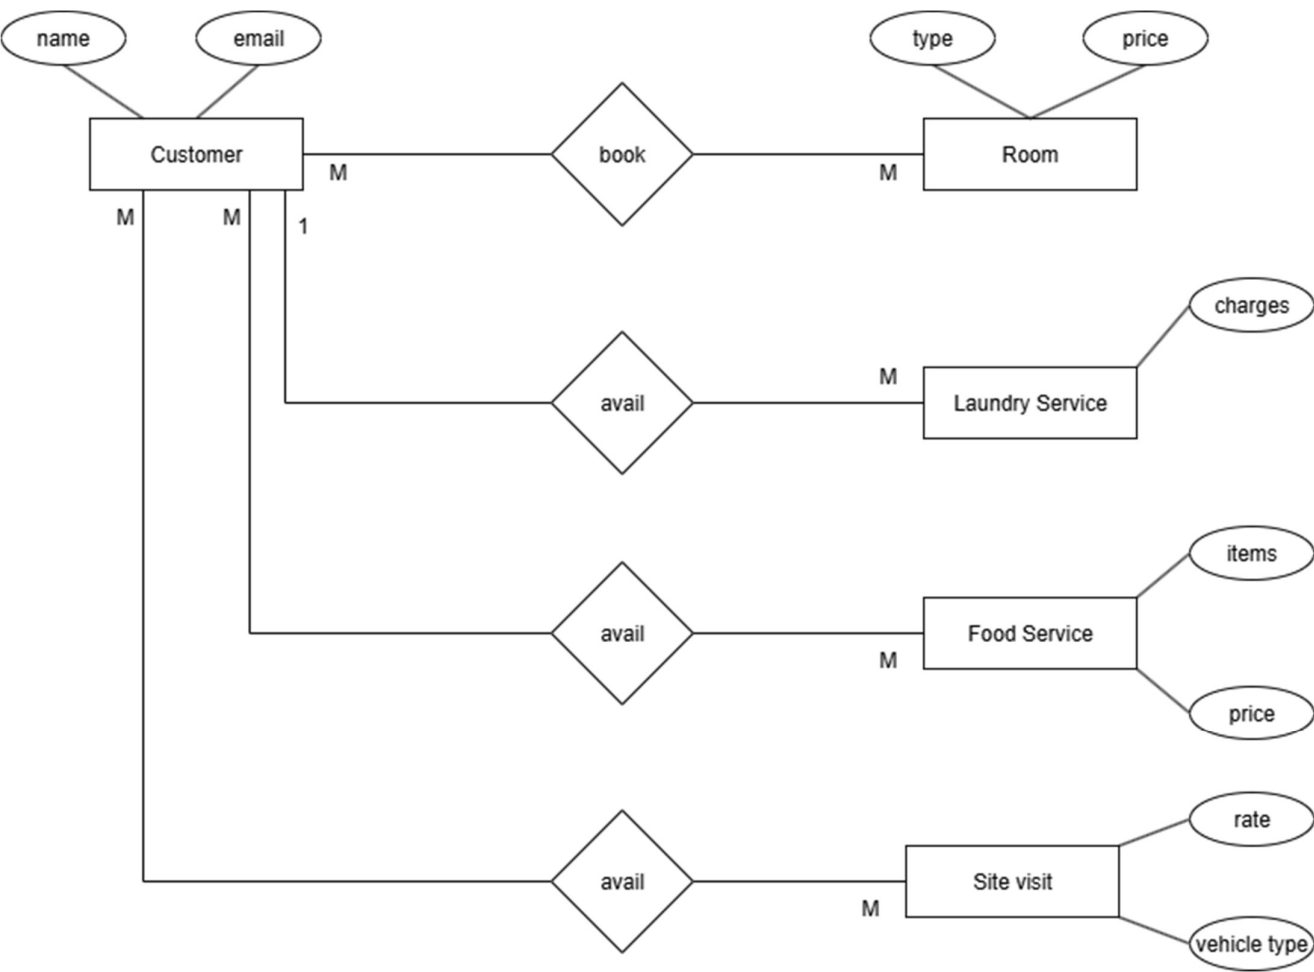 name
email
type
price
Customer
book
Room
M
M
M
M
1
charges
M
avail
Laundry Service
items
avail
Food Service
M
price
rate
avail
Site visit
M
vehicle type